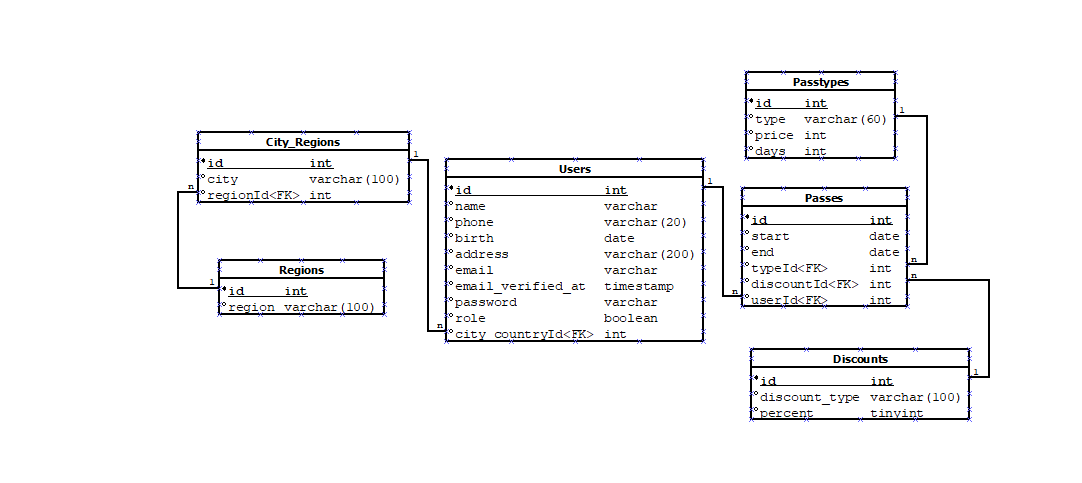 City_Regions
id int
city varchar(100)
regionId<FK> int
1
n
Regions
id int
region varchar(100)
1
Users
id int
name varchar
phone varchar(20)
birth date
address varchar(200)
email varchar
email_verified_at timestamp
password varchar
role boolean
city_countryId<FK> int
n
1
Passtypes
id int
type varchar(60)
price int
days int
1
Passes
id int
start date
end date
typeId<FK> int
discountId<FK> int
userId<FK> int
n
n
n
Discounts
id int
discount_type varchar(100)
percent tinyint
1